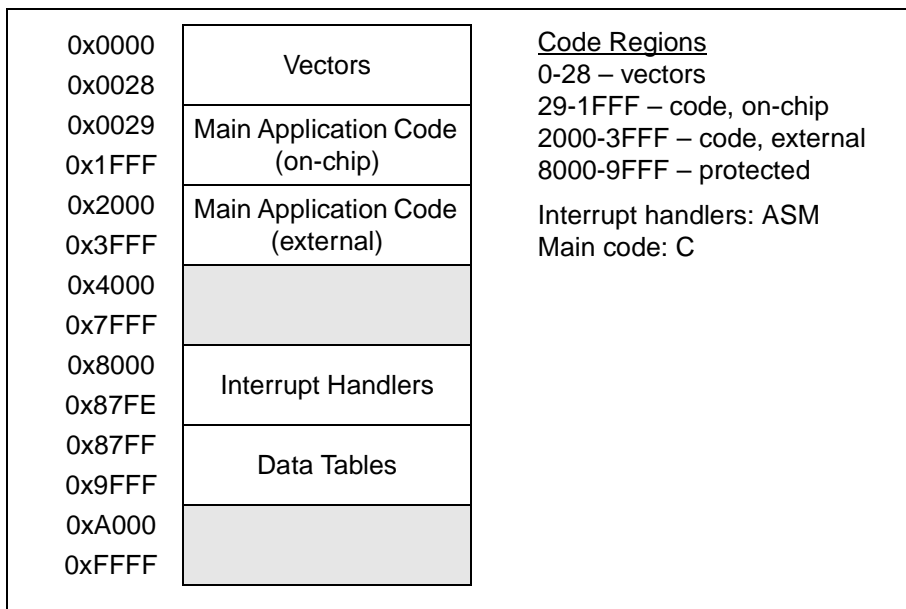 0x0000
0x0028
Vectors
0x0029
0x1FFF
Main Application Code
(on-chip)
0x2000
0x3FFF
Main Application Code
(external)
0x4000
0x7FFF
0x8000
0x87FE
Interrupt Handlers
0x87FF
0x9FFF
Data Tables
0xA000
0xFFFF
Code Regions
0-28 – vectors
29-1FFF – code, on-chip
2000-3FFF – code, external
8000-9FFF – protected
Interrupt handlers: ASM
Main code: C